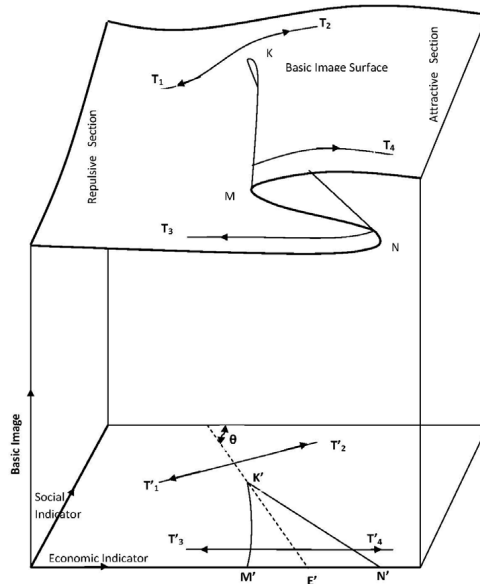 T2
K
Basic Image Surface
T1
Attractive Section
Repulsive Section
T4
M
T3
N
Basic Image
θ
T'2
K'
T'1
Social
Indicator
T'3
T'4
Economic Indicator
M'
F'
N'